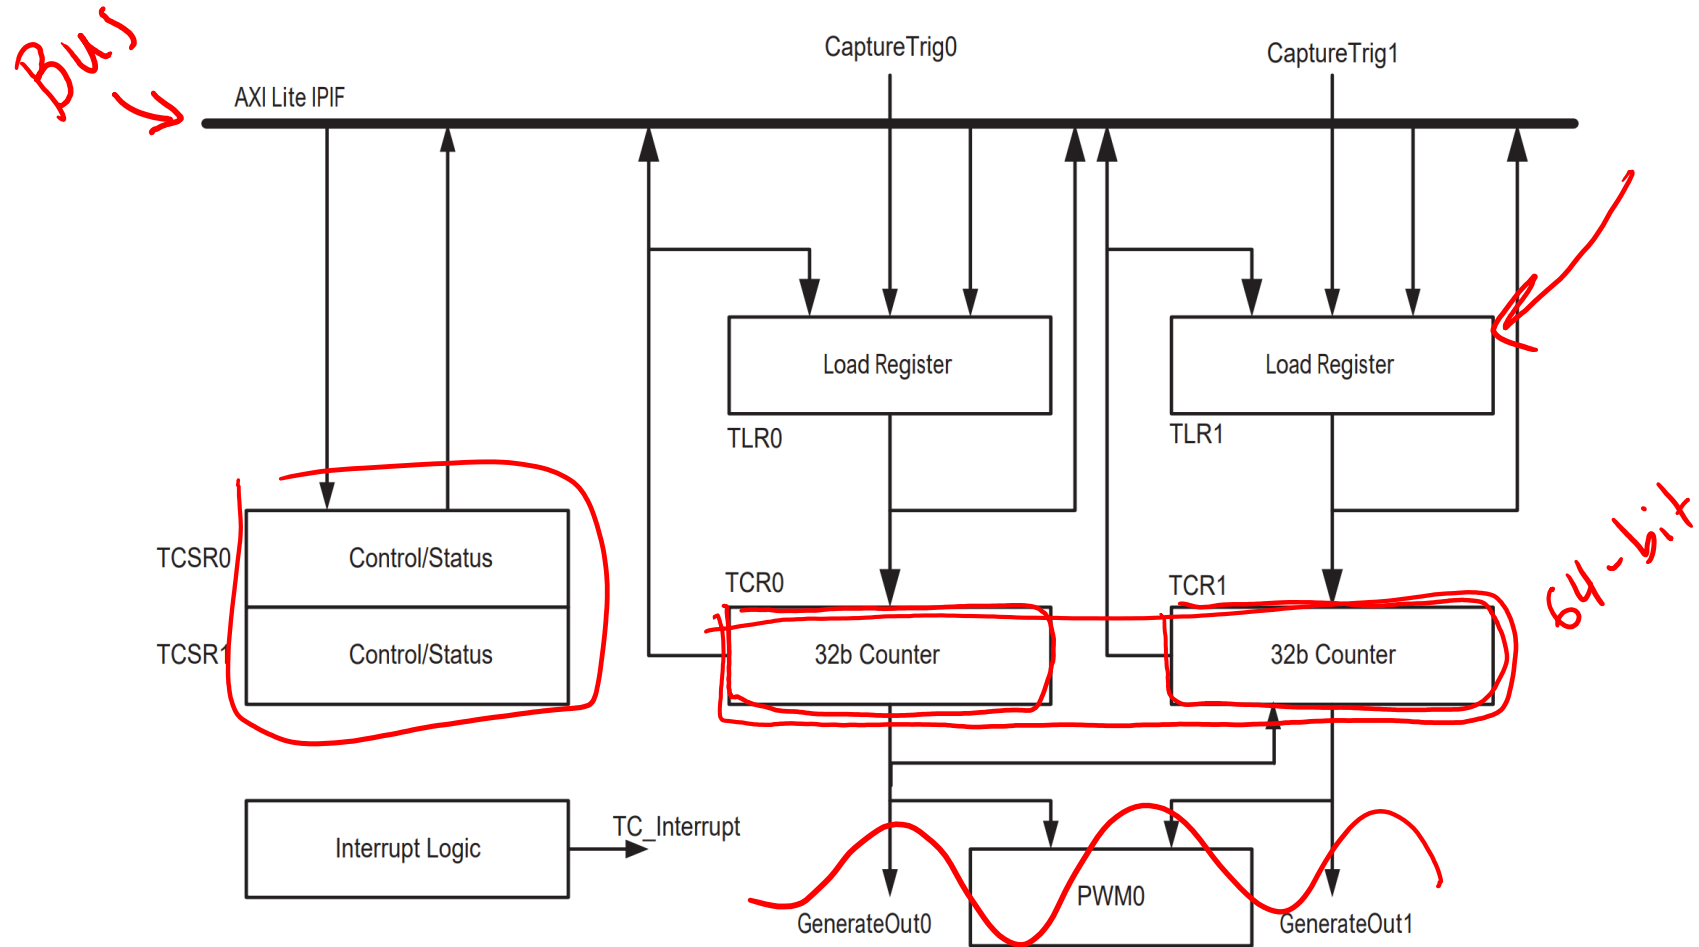 Bus
CaptureTrig0
CaptureTrig1
AXI Lite IPIF
Load Register
Load Register
TLR0
TLR1
64-bit
TCSR0
Control/Status
TCR0
TCR1
TCSR1
Control/Status
32b Counter
32b Counter
Interrupt Logic
TC_Interrupt
PWM0
GenerateOut0
GenerateOut1